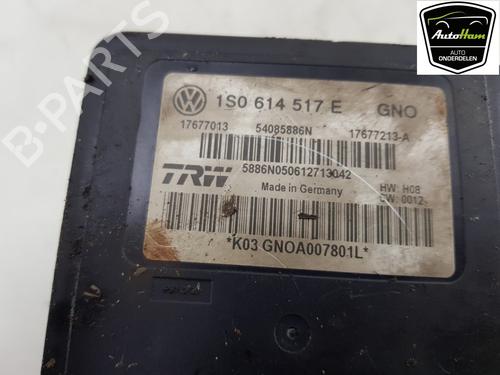 AutoHam
AUTO
ONDERDELEN
1S0 614 517 E GNO
17677013 54085886N 17677213-A
TRW 5886N050612713042
Made in Germany HW: H08
SW: 0012
*K03 GNOA007801L*
B-PARTS